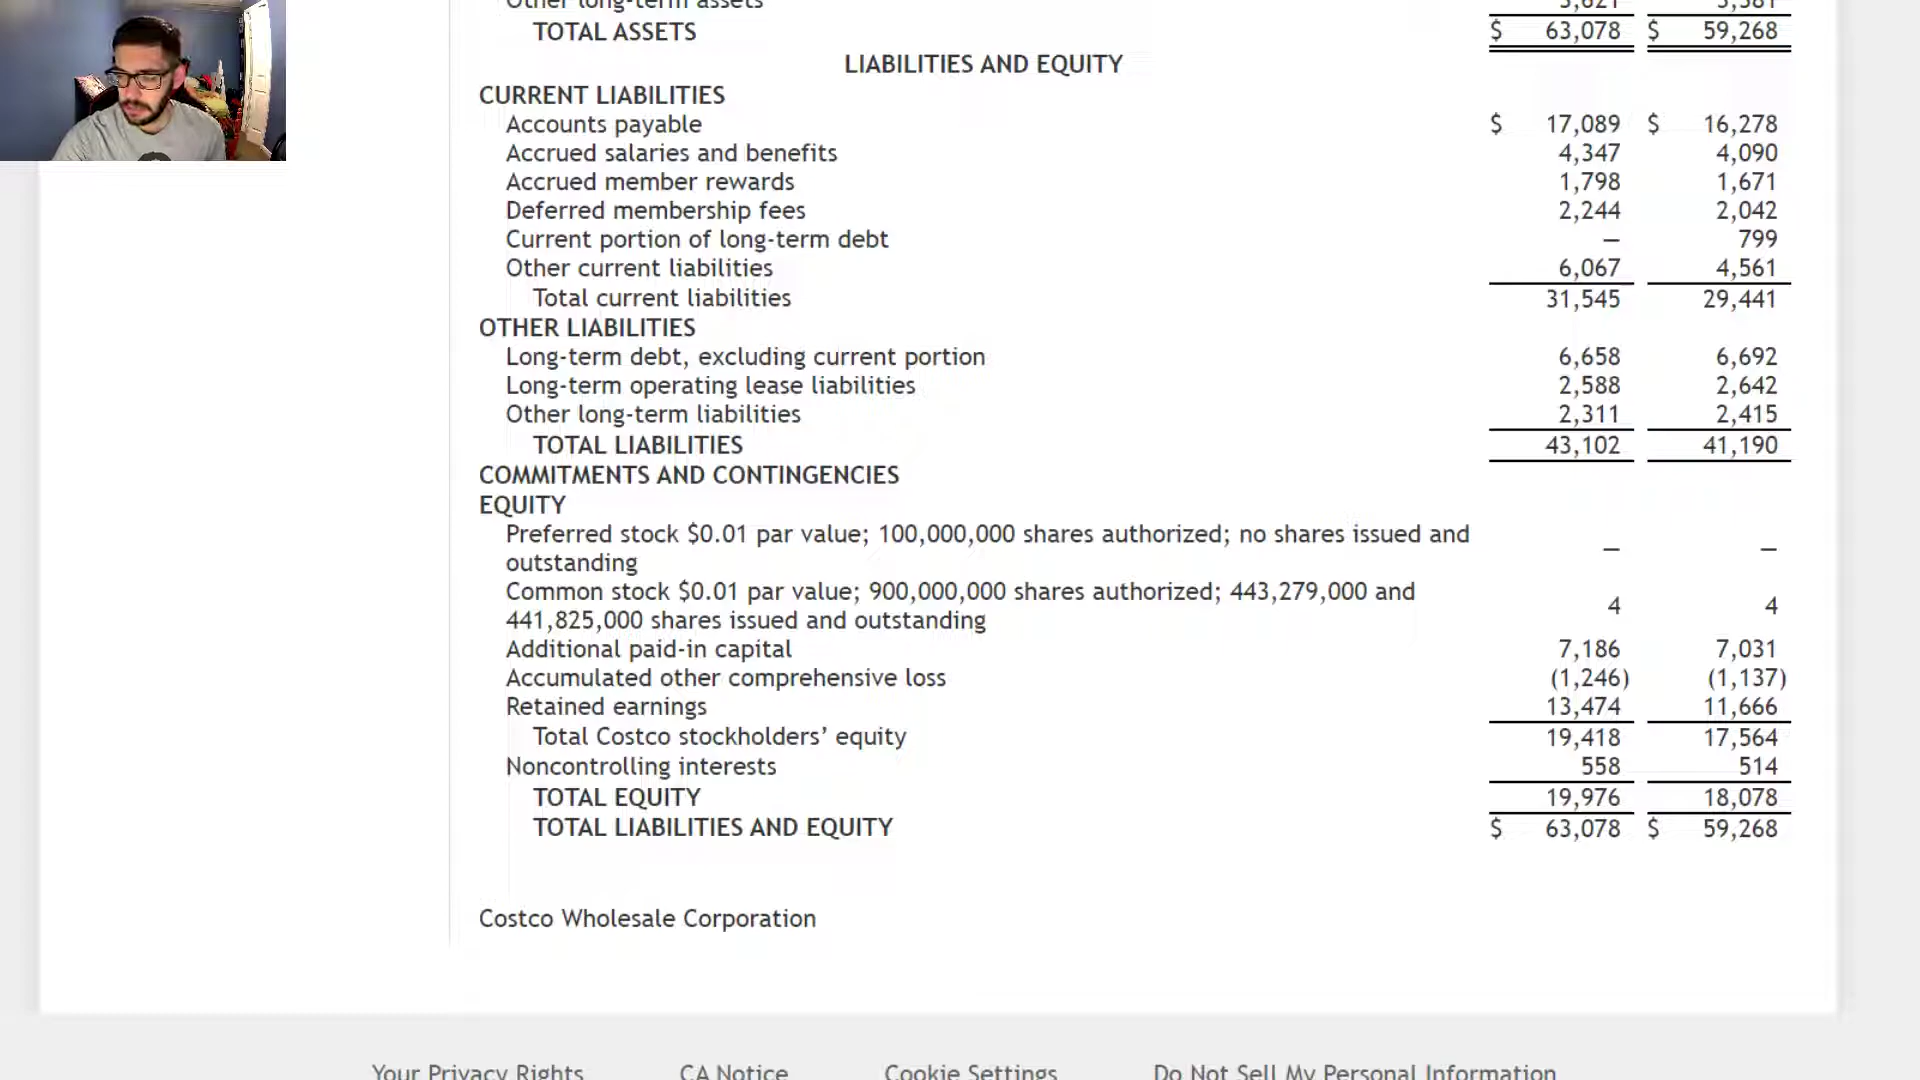 Other long-term assets 3,621 3,381
TOTAL ASSETS $ 63,078 $ 59,268
LIABILITIES AND EQUITY
CURRENT LIABILITIES
Accounts payable $ 17,089 $ 16,278
Accrued salaries and benefits 4,347 4,090
Accrued member rewards 1,798 1,671
Deferred membership fees 2,244 2,042
Current portion of long-term debt — 799
Other current liabilities 6,067 4,561
Total current liabilities 31,545 29,441
OTHER LIABILITIES
Long-term debt, excluding current portion 6,658 6,692
Long-term operating lease liabilities 2,588 2,642
Other long-term liabilities 2,311 2,415
TOTAL LIABILITIES 43,102 41,190
COMMITMENTS AND CONTINGENCIES
EQUITY
Preferred stock $0.01 par value; 100,000,000 shares authorized; no shares issued and
outstanding — —
Common stock $0.01 par value; 900,000,000 shares authorized; 443,279,000 and
441,825,000 shares issued and outstanding 4 4
Additional paid-in capital 7,186 7,031
Accumulated other comprehensive loss (1,246) (1,137)
Retained earnings 13,474 11,666
Total Costco stockholders’ equity 19,418 17,564
Noncontrolling interests 558 514
TOTAL EQUITY 19,976 18,078
TOTAL LIABILITIES AND EQUITY $ 63,078 $ 59,268
Costco Wholesale Corporation
Your Privacy Rights CA Notice Cookie Settings Do Not Sell My Personal Information